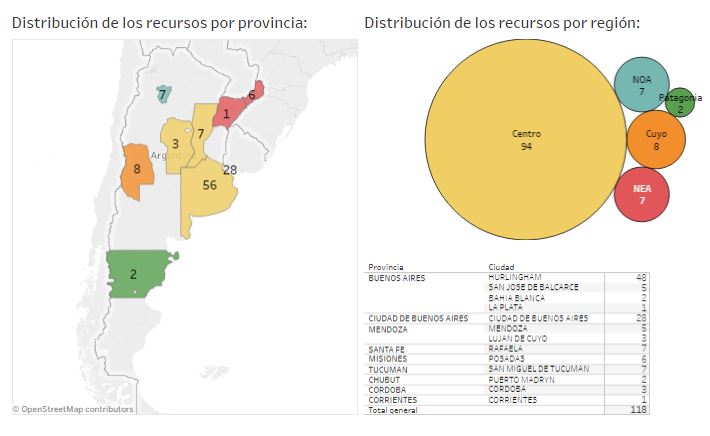 Distribución de los recursos por provincia:
7
6
1
7
3
28
Argentina
8
56
2
© OpenStreetMap contributors
Distribución de los recursos por región:
NOA
7
Patagonia
2
Centro
94
Cuyo
8
NEA
7
Provincia Ciudad
BUENOS AIRES HURLINGHAM 48
SAN JOSE DE BALCARCE 5
BAHIA BLANCA 2
LA PLATA 1
CIUDAD DE BUENOS AIRES CIUDAD DE BUENOS AIRES 28
MENDOZA MENDOZA 5
LUJAN DE CUYO 3
SANTA FE RAFAELA 7
MISIONES POSADAS 6
TUCUMAN SAN MIGUEL DE TUCUMAN 7
CHUBUT PUERTO MADRYN 2
CORDOBA CORDOBA 3
CORRIENTES CORRIENTES 1
Total general 118